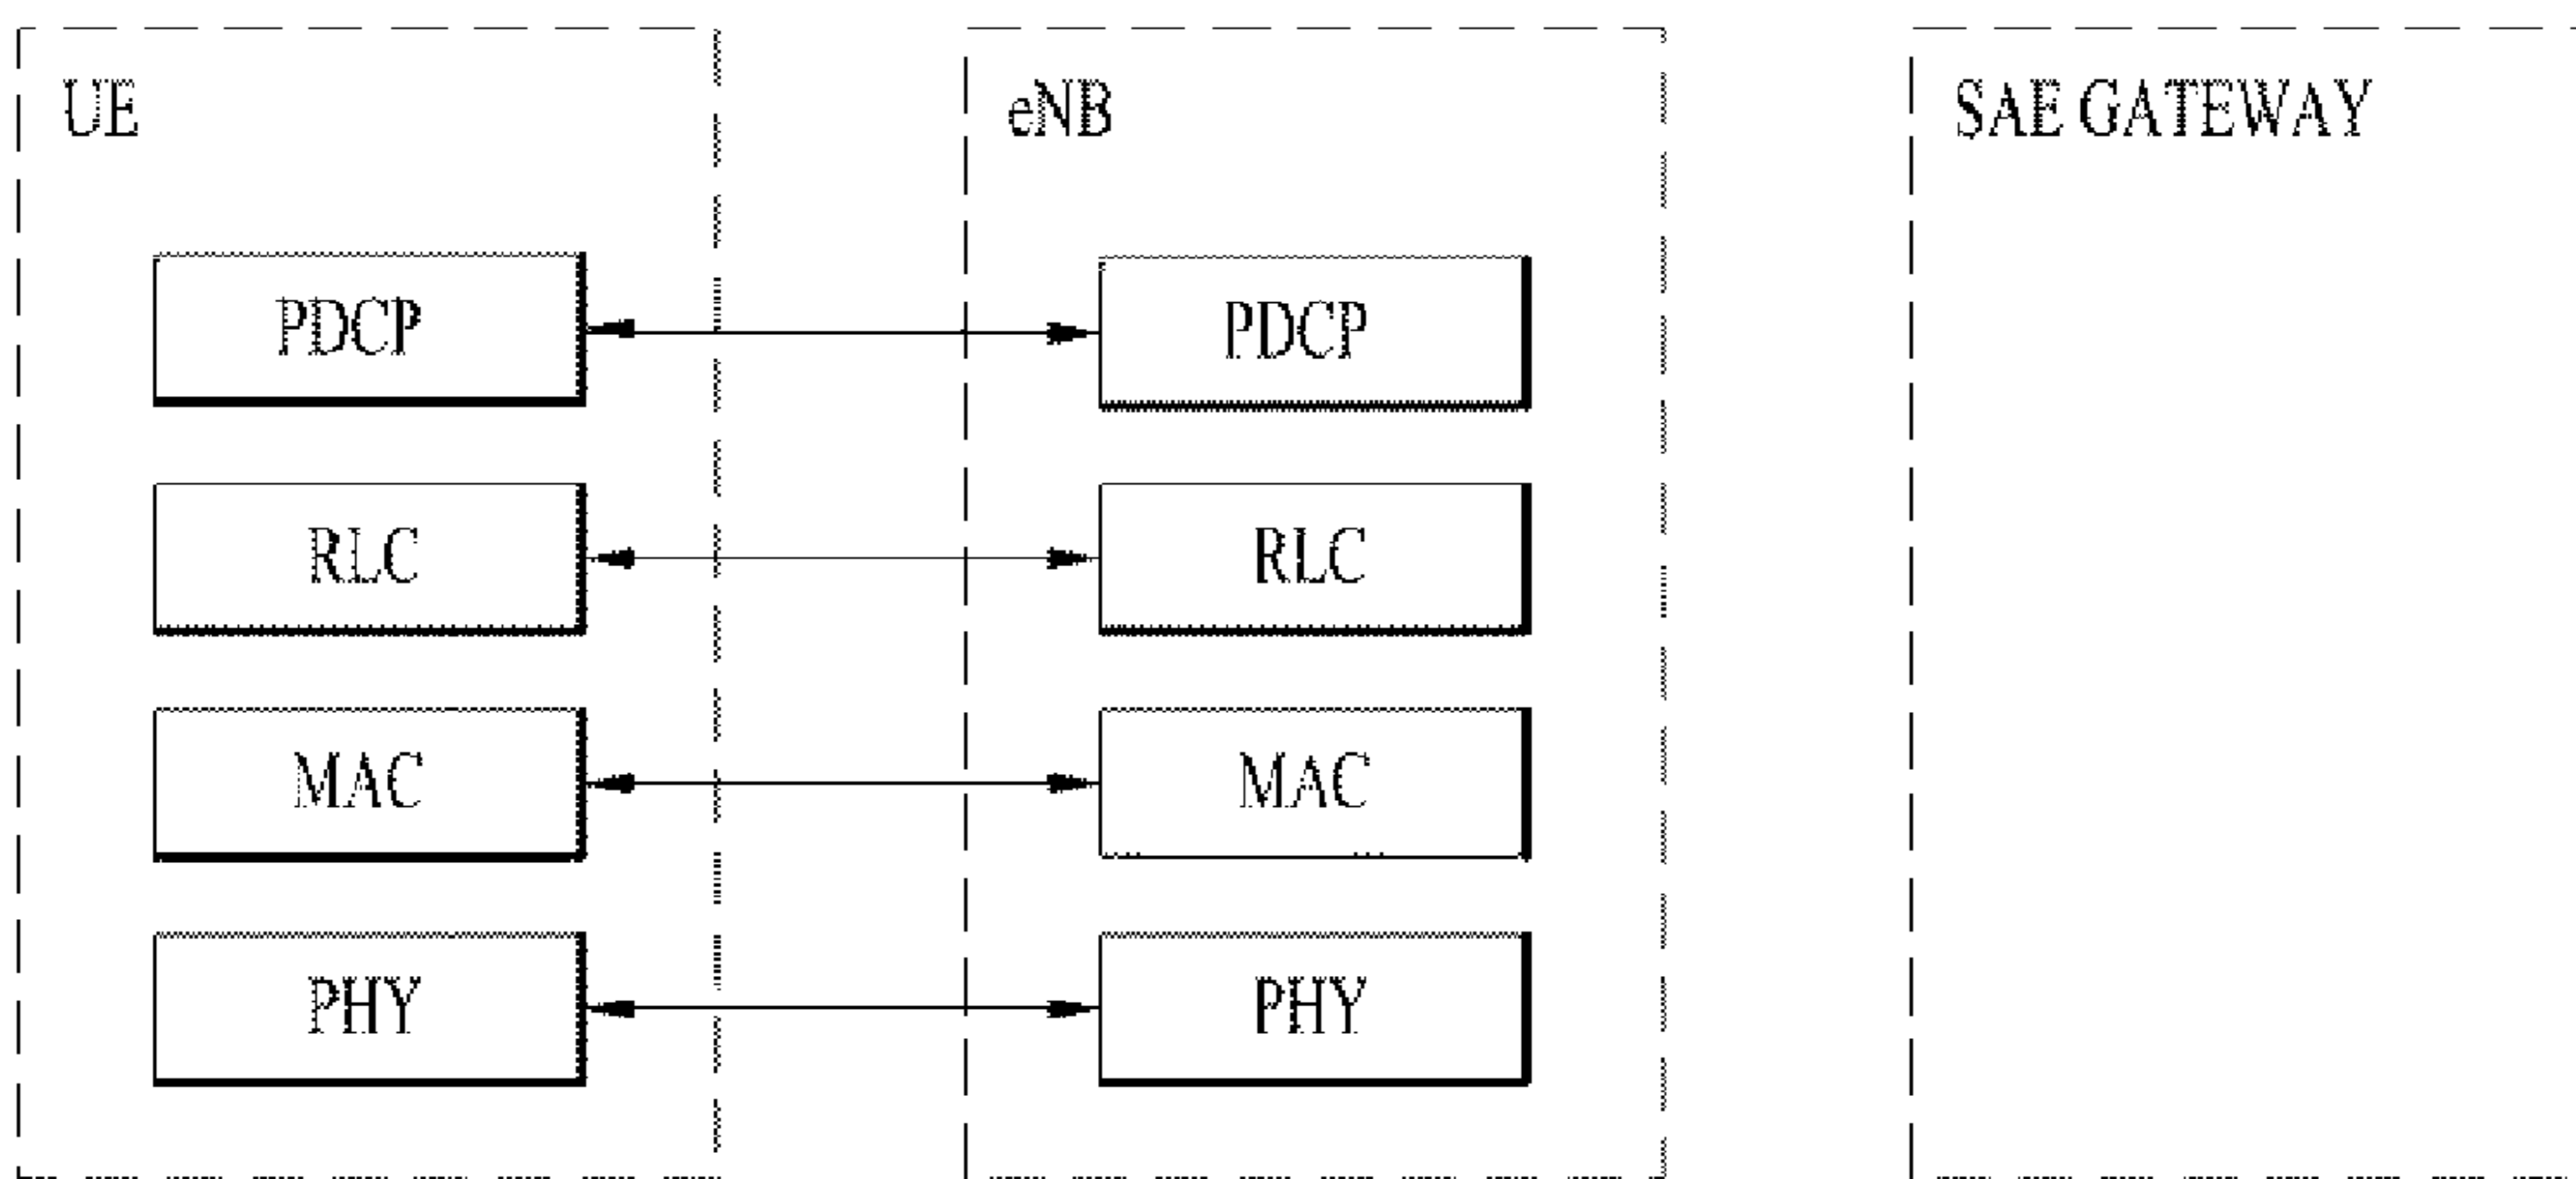 UE
eNB
SAE GATEWAY
PDCP
PDCP
RLC
RLC
MAC
MAC
PHY
PHY